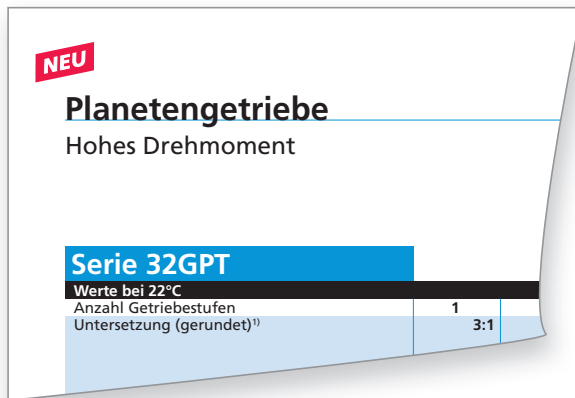 NEU
Planetengetriebe
Hohes Drehmoment
Serie 32GPT
Werte bei 22°C
Anzahl Getriebestufen 1
Untersetzung (gerundet)¹⁾ 3:1